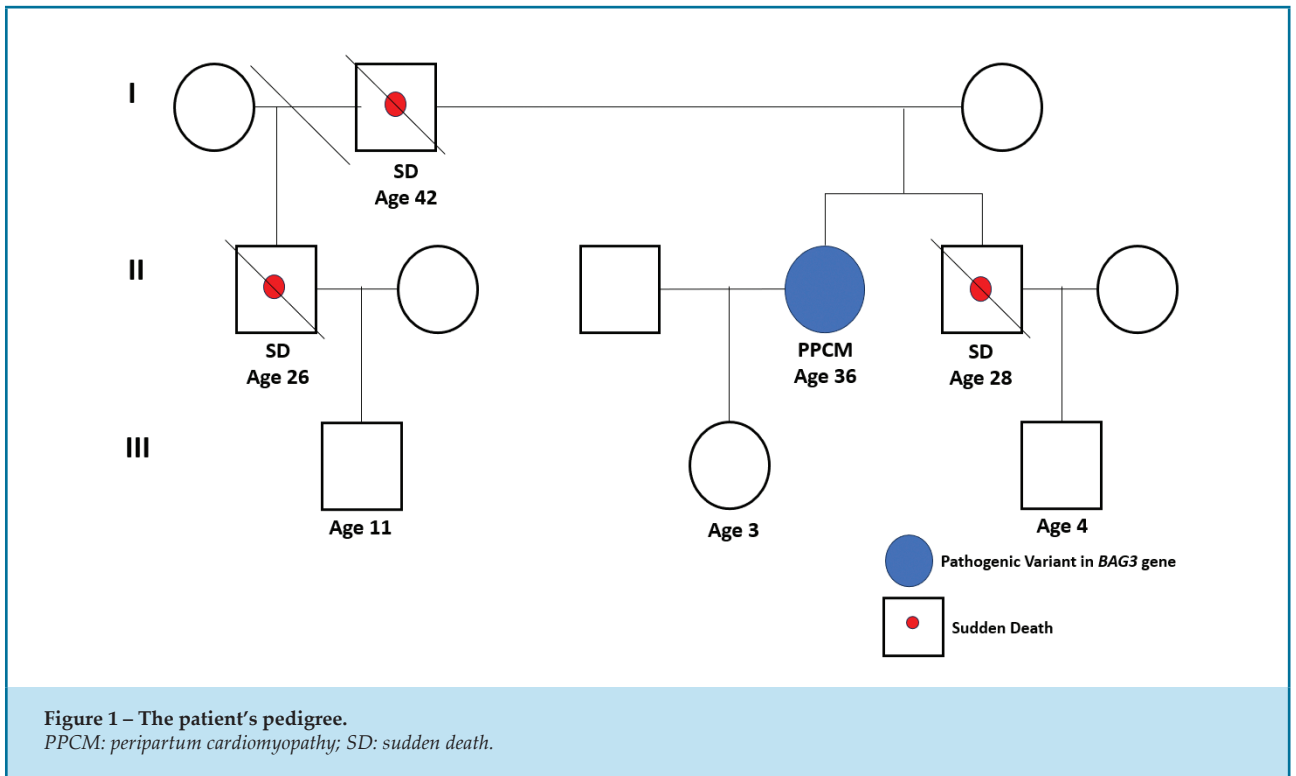 I
SD
Age 42
II
SD
Age 26
PPCM
Age 36
SD
Age 28
III
Age 11
Age 3
Age 4
Pathogenic Variant in BAG3 gene
Sudden Death
Figure 1 – The patient’s pedigree.
PPCM: peripartum cardiomyopathy; SD: sudden death.